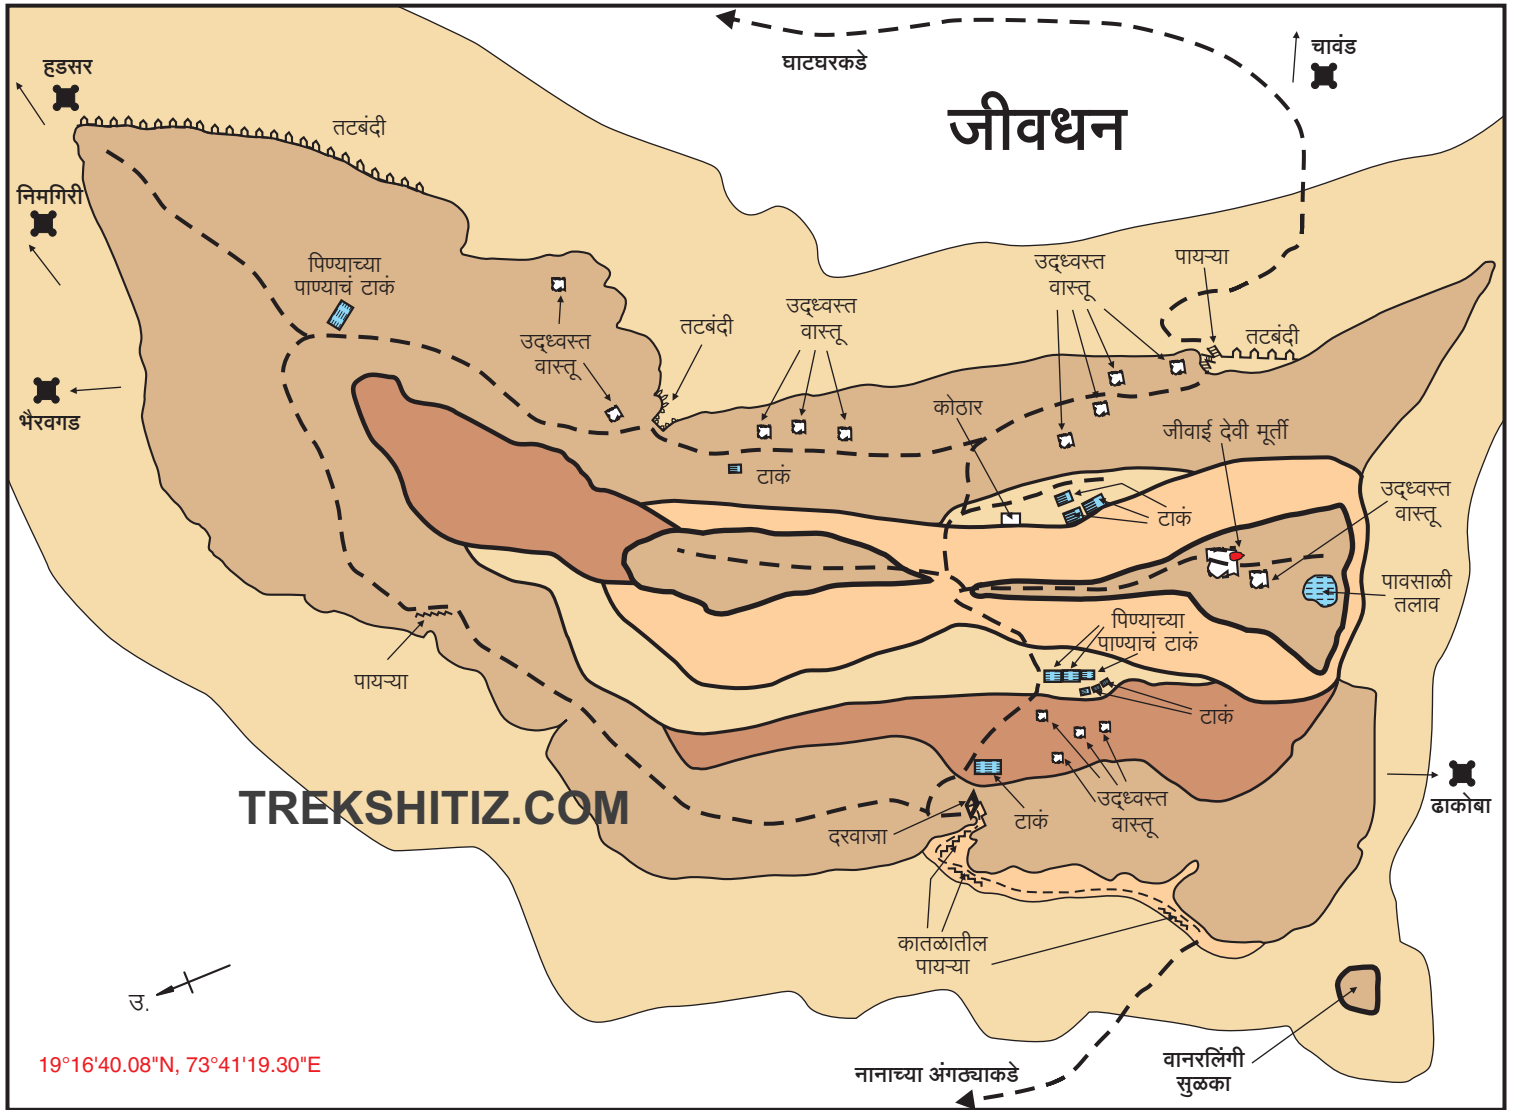 घाटघरकडे
चावंड
हडसर
जीवधन
तटबंदी
निमगिरी
पिण्याच्या
पाण्याचं टाकं
उद्ध्वस्त
वास्तू
पायऱ्या
उद्ध्वस्त
वास्तू
तटबंदी
उद्ध्वस्त
वास्तू
तटबंदी
भैरवगड
कोठार
जीवाई देवी मूर्ती
टाकं
उद्ध्वस्त
वास्तू
टाकं
पावसाळी
तलाव
पिण्याच्या
पाण्याचं टाकं
पायऱ्या
टाकं
TREKSHITIZ.COM
उद्ध्वस्त
वास्तू
ढाकोबा
दरवाजा
टाकं
कातळातील
पायऱ्या
उ.
19°16'40.08"N, 73°41'19.30"E
नानाच्या अंगठ्याकडे
वानरलिंगी
सुळका